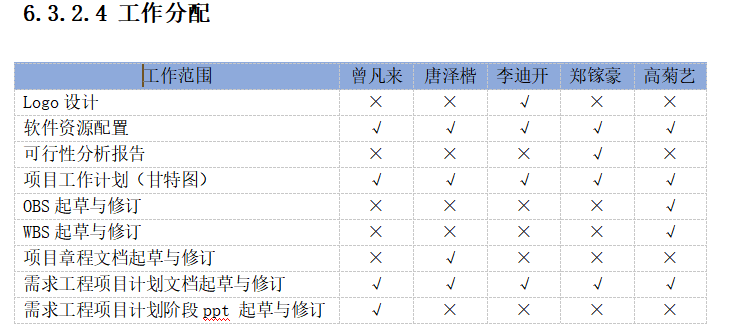 6.3.2.4 工作分配
工作范围 曾凡来 唐泽楷 李迪开 郑镓豪 高菊艺
Logo 设计 × × √ × ×
软件资源配置 √ √ √ √ √
可行性分析报告 × × × √ ×
项目工作计划（甘特图） √ √ √ √ √
OBS 起草与修订 × × × × √
WBS 起草与修订 × × × × √
项目章程文档起草与修订 × √ × × ×
需求工程项目计划文档起草与修订 √ √ √ √ √
需求工程项目计划阶段 ppt 起草与修订 √ × × × ×